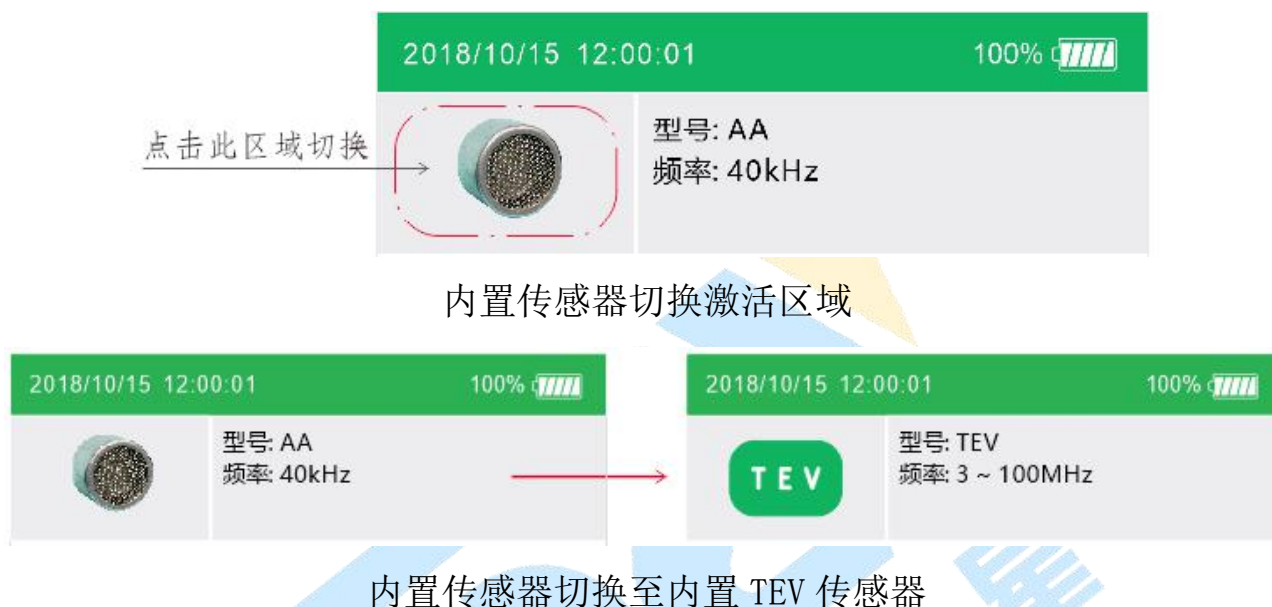 2018/10/15 12:00:01 100%
点击此区域切换
型号: AA
频率: 40kHz
内置传感器切换激活区域
2018/10/15 12:00:01 100%
型号: AA
频率: 40kHz
2018/10/15 12:00:01 100%
TEV
型号: TEV
频率: 3 ~ 100MHz
内置传感器切换至内置 TEV 传感器